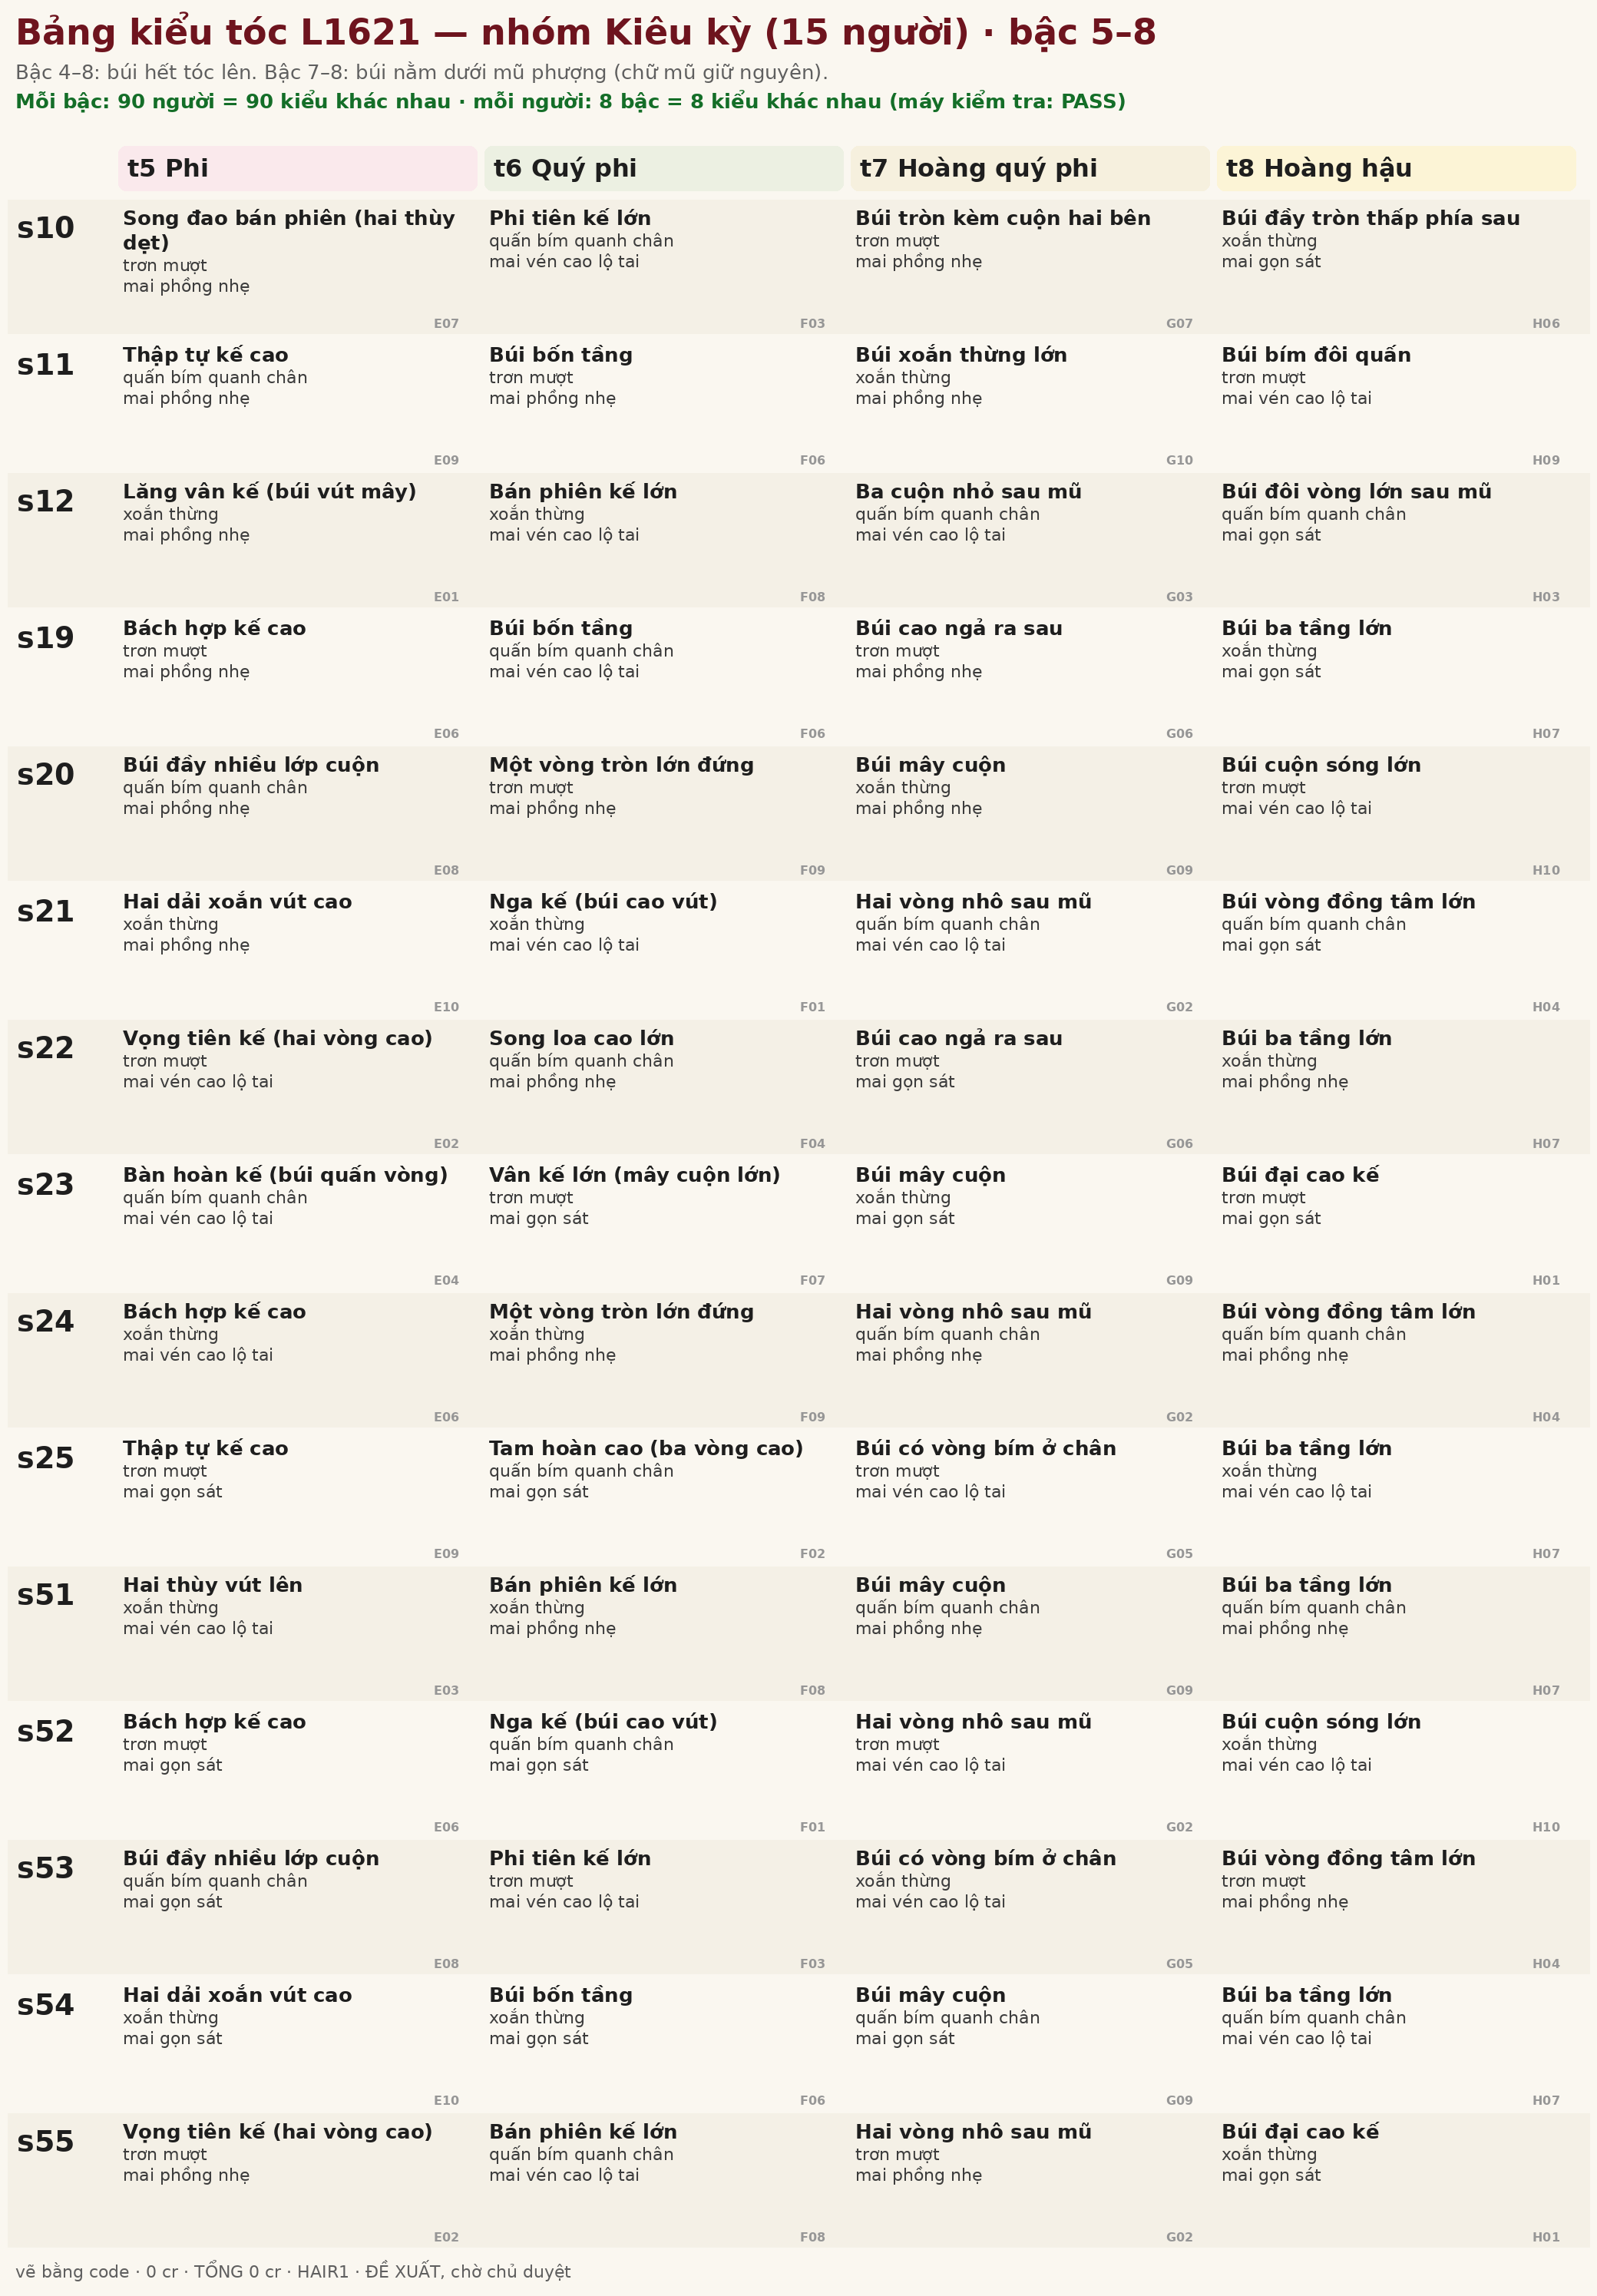 Bảng kiểu tóc L1621 — nhóm Kiêu kỳ (15 người) · bậc 5–8
Bậc 4–8: búi hết tóc lên. Bậc 7–8: búi nằm dưới mũ phượng (chữ mũ giữ nguyên).
Mỗi bậc: 90 người = 90 kiểu khác nhau · mỗi người: 8 bậc = 8 kiểu khác nhau (máy kiểm tra: PASS)
t5 Phi
t6 Quý phi
t7 Hoàng quý phi
t8 Hoàng hậu
s10
Song đao bán phiên (hai thùy
dẹt)
trơn mượt
mai phồng nhẹ
E07
Phi tiên kế lớn
quấn bím quanh chân
mai vén cao lộ tai
F03
Búi tròn kèm cuộn hai bên
trơn mượt
mai phồng nhẹ
G07
Búi đầy tròn thấp phía sau
xoắn thừng
mai gọn sát
H06
s11
Thập tự kế cao
quấn bím quanh chân
mai phồng nhẹ
E09
Búi bốn tầng
trơn mượt
mai phồng nhẹ
F06
Búi xoắn thừng lớn
xoắn thừng
mai phồng nhẹ
G10
Búi bím đôi quấn
trơn mượt
mai vén cao lộ tai
H09
s12
Lăng vân kế (búi vút mây)
xoắn thừng
mai phồng nhẹ
E01
Bán phiên kế lớn
xoắn thừng
mai vén cao lộ tai
F08
Ba cuộn nhỏ sau mũ
quấn bím quanh chân
mai vén cao lộ tai
G03
Búi đôi vòng lớn sau mũ
quấn bím quanh chân
mai gọn sát
H03
s19
Bách hợp kế cao
trơn mượt
mai phồng nhẹ
E06
Búi bốn tầng
quấn bím quanh chân
mai vén cao lộ tai
F06
Búi cao ngả ra sau
trơn mượt
mai phồng nhẹ
G06
Búi ba tầng lớn
xoắn thừng
mai gọn sát
H07
s20
Búi đầy nhiều lớp cuộn
quấn bím quanh chân
mai phồng nhẹ
E08
Một vòng tròn lớn đứng
trơn mượt
mai phồng nhẹ
F09
Búi mây cuộn
xoắn thừng
mai phồng nhẹ
G09
Búi cuộn sóng lớn
trơn mượt
mai vén cao lộ tai
H10
s21
Hai dải xoắn vút cao
xoắn thừng
mai phồng nhẹ
E10
Nga kế (búi cao vút)
xoắn thừng
mai vén cao lộ tai
F01
Hai vòng nhô sau mũ
quấn bím quanh chân
mai vén cao lộ tai
G02
Búi vòng đồng tâm lớn
quấn bím quanh chân
mai gọn sát
H04
s22
Vọng tiên kế (hai vòng cao)
trơn mượt
mai vén cao lộ tai
E02
Song loa cao lớn
quấn bím quanh chân
mai phồng nhẹ
F04
Búi cao ngả ra sau
trơn mượt
mai gọn sát
G06
Búi ba tầng lớn
xoắn thừng
mai phồng nhẹ
H07
s23
Bàn hoàn kế (búi quấn vòng)
quấn bím quanh chân
mai vén cao lộ tai
E04
Vân kế lớn (mây cuộn lớn)
trơn mượt
mai gọn sát
F07
Búi mây cuộn
xoắn thừng
mai gọn sát
G09
Búi đại cao kế
trơn mượt
mai gọn sát
H01
s24
Bách hợp kế cao
xoắn thừng
mai vén cao lộ tai
E06
Một vòng tròn lớn đứng
xoắn thừng
mai phồng nhẹ
F09
Hai vòng nhô sau mũ
quấn bím quanh chân
mai phồng nhẹ
G02
Búi vòng đồng tâm lớn
quấn bím quanh chân
mai phồng nhẹ
H04
s25
Thập tự kế cao
trơn mượt
mai gọn sát
E09
Tam hoàn cao (ba vòng cao)
quấn bím quanh chân
mai gọn sát
F02
Búi có vòng bím ở chân
trơn mượt
mai vén cao lộ tai
G05
Búi ba tầng lớn
xoắn thừng
mai vén cao lộ tai
H07
s51
Hai thùy vút lên
xoắn thừng
mai vén cao lộ tai
E03
Bán phiên kế lớn
xoắn thừng
mai phồng nhẹ
F08
Búi mây cuộn
quấn bím quanh chân
mai phồng nhẹ
G09
Búi ba tầng lớn
quấn bím quanh chân
mai phồng nhẹ
H07
s52
Bách hợp kế cao
trơn mượt
mai gọn sát
E06
Nga kế (búi cao vút)
quấn bím quanh chân
mai gọn sát
F01
Hai vòng nhô sau mũ
trơn mượt
mai vén cao lộ tai
G02
Búi cuộn sóng lớn
xoắn thừng
mai vén cao lộ tai
H10
s53
Búi đầy nhiều lớp cuộn
quấn bím quanh chân
mai gọn sát
E08
Phi tiên kế lớn
trơn mượt
mai vén cao lộ tai
F03
Búi có vòng bím ở chân
xoắn thừng
mai vén cao lộ tai
G05
Búi vòng đồng tâm lớn
trơn mượt
mai phồng nhẹ
H04
s54
Hai dải xoắn vút cao
xoắn thừng
mai gọn sát
E10
Búi bốn tầng
xoắn thừng
mai gọn sát
F06
Búi mây cuộn
quấn bím quanh chân
mai gọn sát
G09
Búi ba tầng lớn
quấn bím quanh chân
mai vén cao lộ tai
H07
s55
Vọng tiên kế (hai vòng cao)
trơn mượt
mai phồng nhẹ
E02
Bán phiên kế lớn
quấn bím quanh chân
mai vén cao lộ tai
F08
Hai vòng nhô sau mũ
trơn mượt
mai phồng nhẹ
G02
Búi đại cao kế
xoắn thừng
mai gọn sát
H01
vẽ bằng code · 0 cr · TỔNG 0 cr · HAIR1 · ĐỀ XUẤT, chờ chủ duyệt